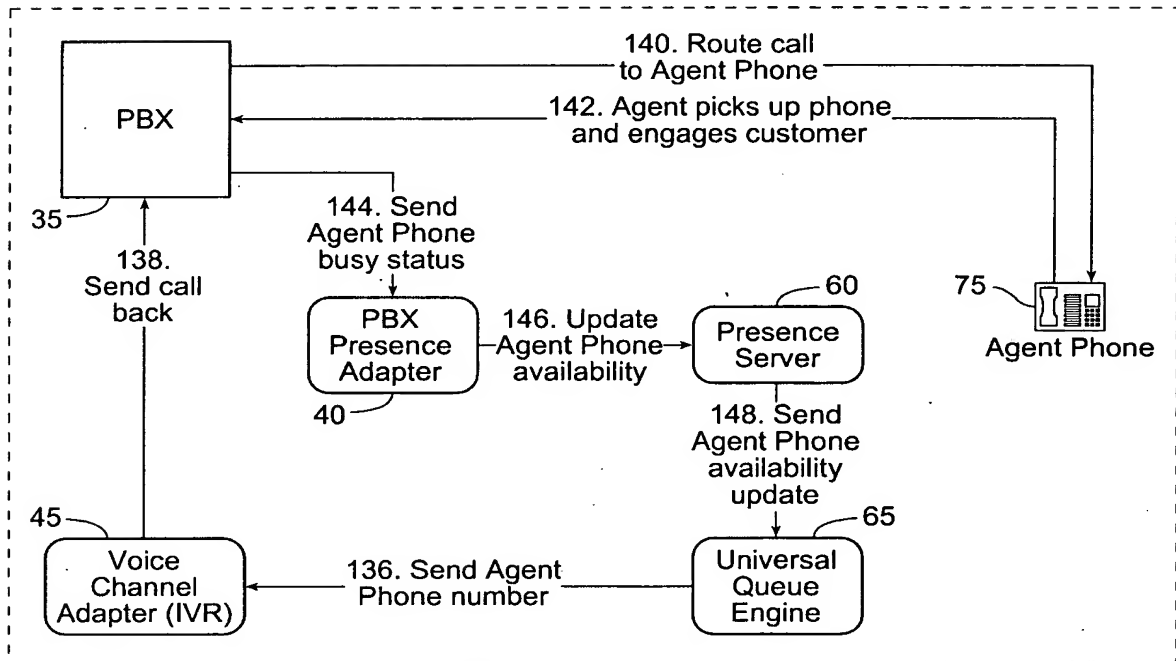 140. Route call
to Agent Phone
PBX
142. Agent picks up phone
and engages customer
35
144. Send
Agent Phone
busy status
138.
Send call
back
60
75
PBX
Presence
Adapter
146. Update
Agent Phone
availability
Presence
Server
Agent Phone
40
148. Send
Agent Phone
availability
update
45
65
Voice
Channel
Adapter (IVR)
136. Send Agent
Phone number
Universal
Queue
Engine